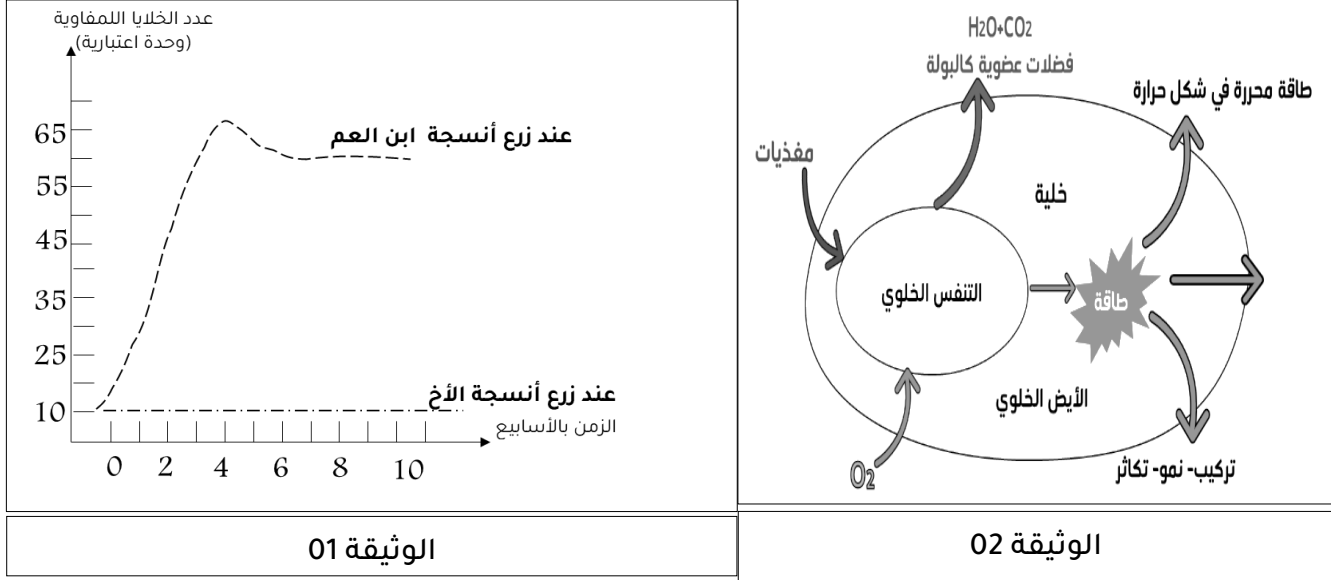 عدد الخلايا اللمفاوية
(وحدة اعتبارية)
65
55
45
35
25
10
عند زرع أنسجة ابن العم
عند زرع أنسجة الأخ
الزمن بالأسابيع
0 2 4 6 8 10
الوثيقة 01
H2O+CO2
فضلات عضوية كالبولة
طاقة محررة في شكل حرارة
مغذيات
خلية
التنفس الخلوي
طاقة
الأيض الخلوي
تركيب- نمو- تكاثر
O2
الوثيقة 02